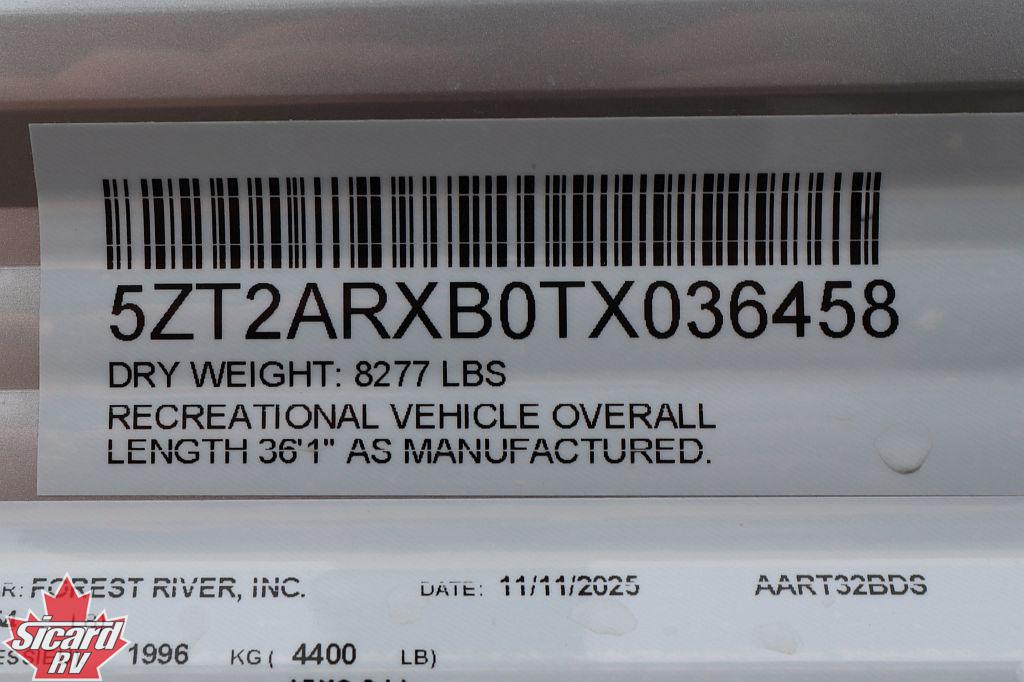 5ZT2ARXB0TX036458
DRY WEIGHT: 8277 LBS
RECREATIONAL VEHICLE OVERALL
LENGTH 36'1" AS MANUFACTURED.
R: FOREST RIVER, INC. DATE: 11/11/2025 AART32BDS
Sicard
RV
1996 KG ( 4400 LB)